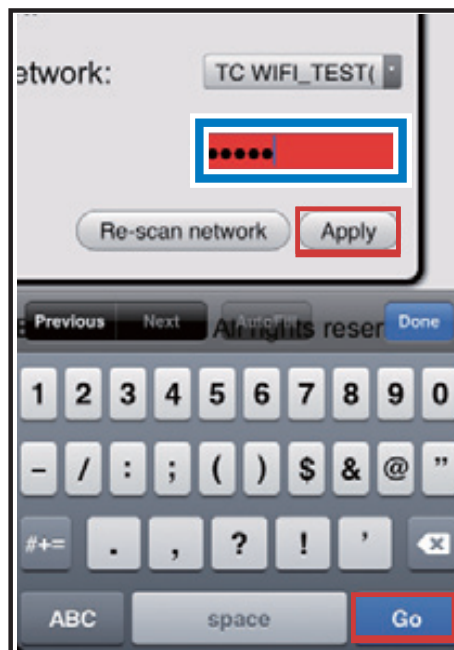 etwork:
TC WIFI_TEST(
•••••
Re-scan network
Apply
Previous
Next
AutoFill
All rights reser
Done
1 2 3 4 5 6 7 8 9 0
- / : ; ( ) $ & @ "
#+= . , ? ! '
ABC
space
Go